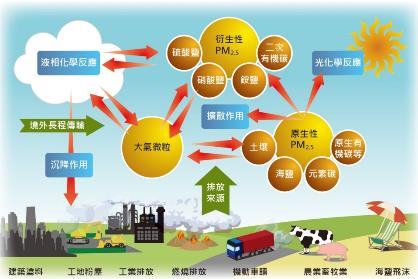 液相化學反應
硫酸鹽
衍生性
PM2.5
二次
有機碳
光化學反應
硝酸鹽
銨鹽
境外長程傳輸
大氣微粒
擴散作用
原生性
PM2.5
土壤
原生有
機碳等
沉降作用
海鹽
元素碳
排放
來源
建築塗料
工地粉塵
工業排放
燃燒排放
機動車輛
農業畜牧業
海鹽飛沫